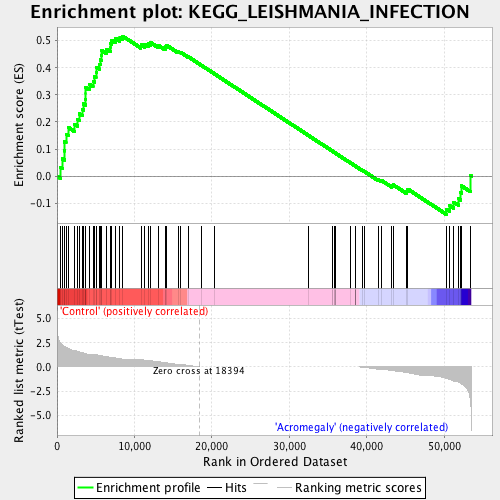 Enrichment plot: KEGG_LEISHMANIA_INFECTION
Enrichment score (ES)
0.5
0.4
0.3
0.2
0.1
0.0
-0.1
'Control' (positively correlated)
Ranked list metric (tTest)
5.0
2.5
0.0
-2.5
-5.0
Zero cross at 18394
'Acromegaly' (negatively correlated)
0 10,000 20,000 30,000 40,000 50,000
Rank in Ordered Dataset
Enrichment profile Hits Ranking metric scores